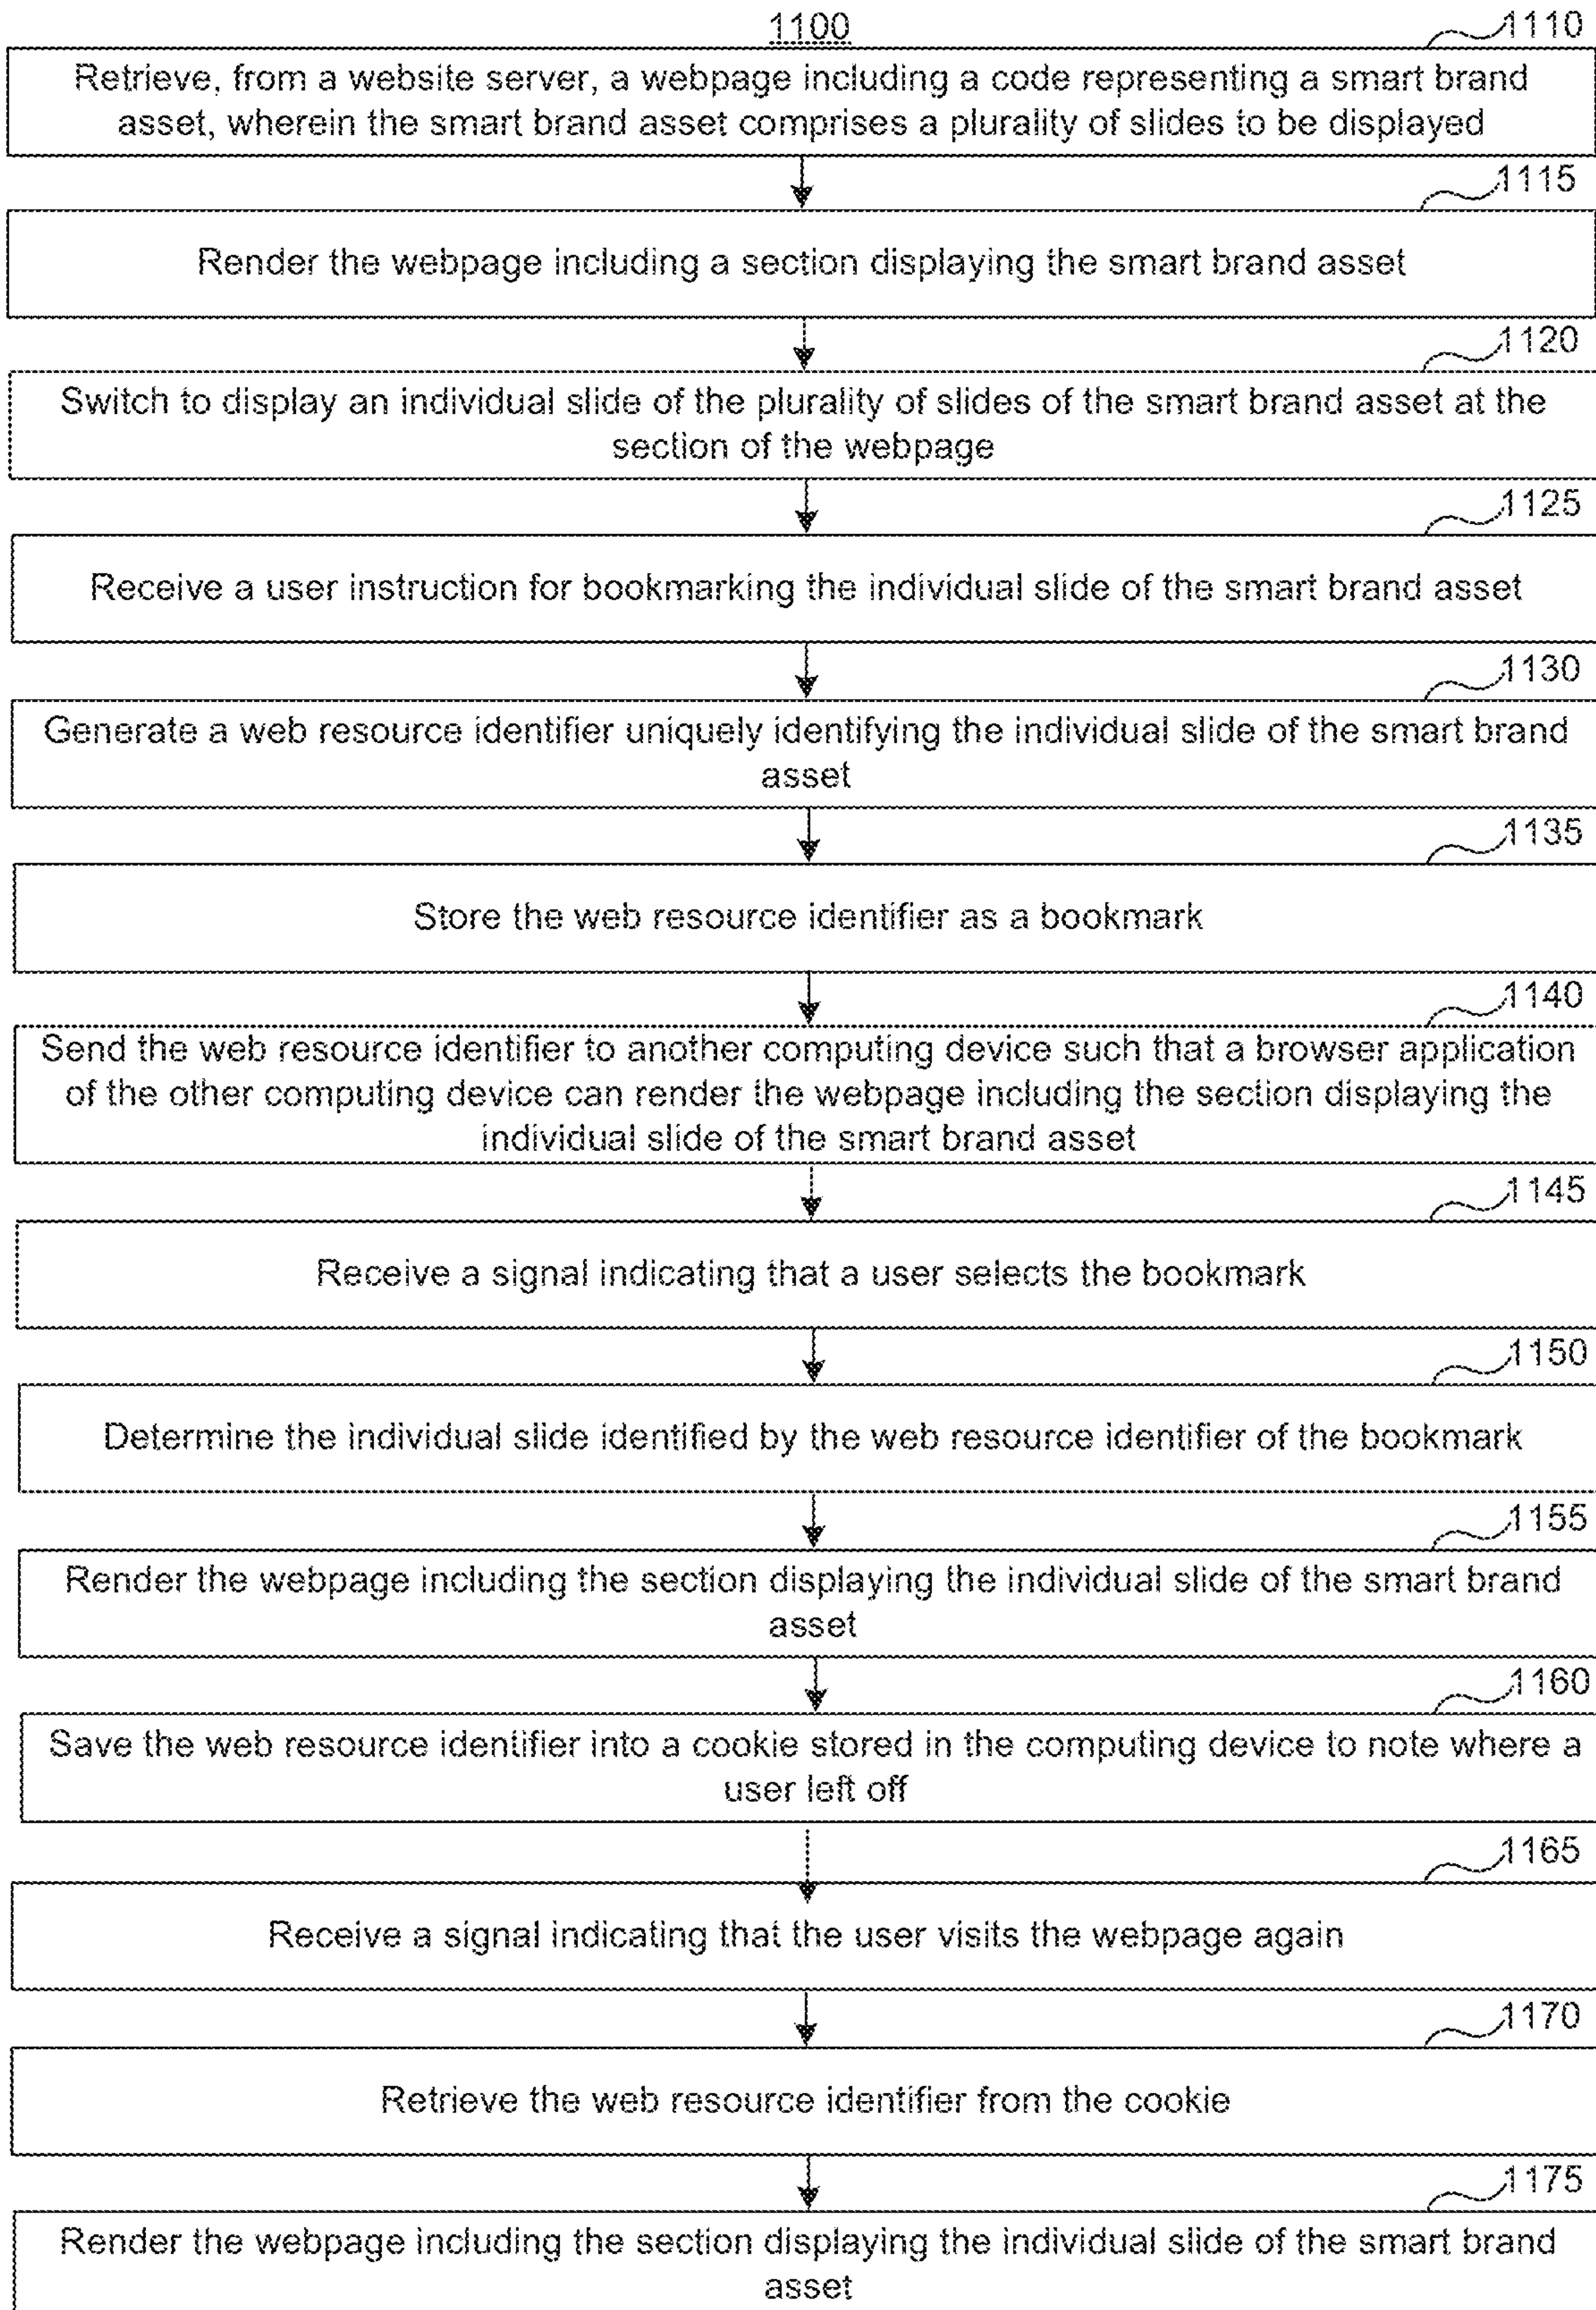 1100
1110
Retrieve, from a website server, a webpage including a code representing a smart brand
asset, wherein the smart brand asset comprises a plurality of slides to be displayed
1115
Render the webpage including a section displaying the smart brand asset
1120
Switch to display an individual slide of the plurality of slides of the smart brand asset at the
section of the webpage
1125
Receive a user instruction for bookmarking the individual slide of the smart brand asset
1130
Generate a web resource identifier uniquely identifying the individual slide of the smart brand
asset
1135
Store the web resource identifier as a bookmark
1140
Send the web resource identifier to another computing device such that a browser application
of the other computing device can render the webpage including the section displaying the
individual slide of the smart brand asset
1145
Receive a signal indicating that a user selects the bookmark
1150
Determine the individual slide identified by the web resource identifier of the bookmark
1155
Render the webpage including the section displaying the individual slide of the smart brand
asset
1160
Save the web resource identifier into a cookie stored in the computing device to note where a
user left off
1165
Receive a signal indicating that the user visits the webpage again
1170
Retrieve the web resource identifier from the cookie
1175
Render the webpage including the section displaying the individual slide of the smart brand
asset